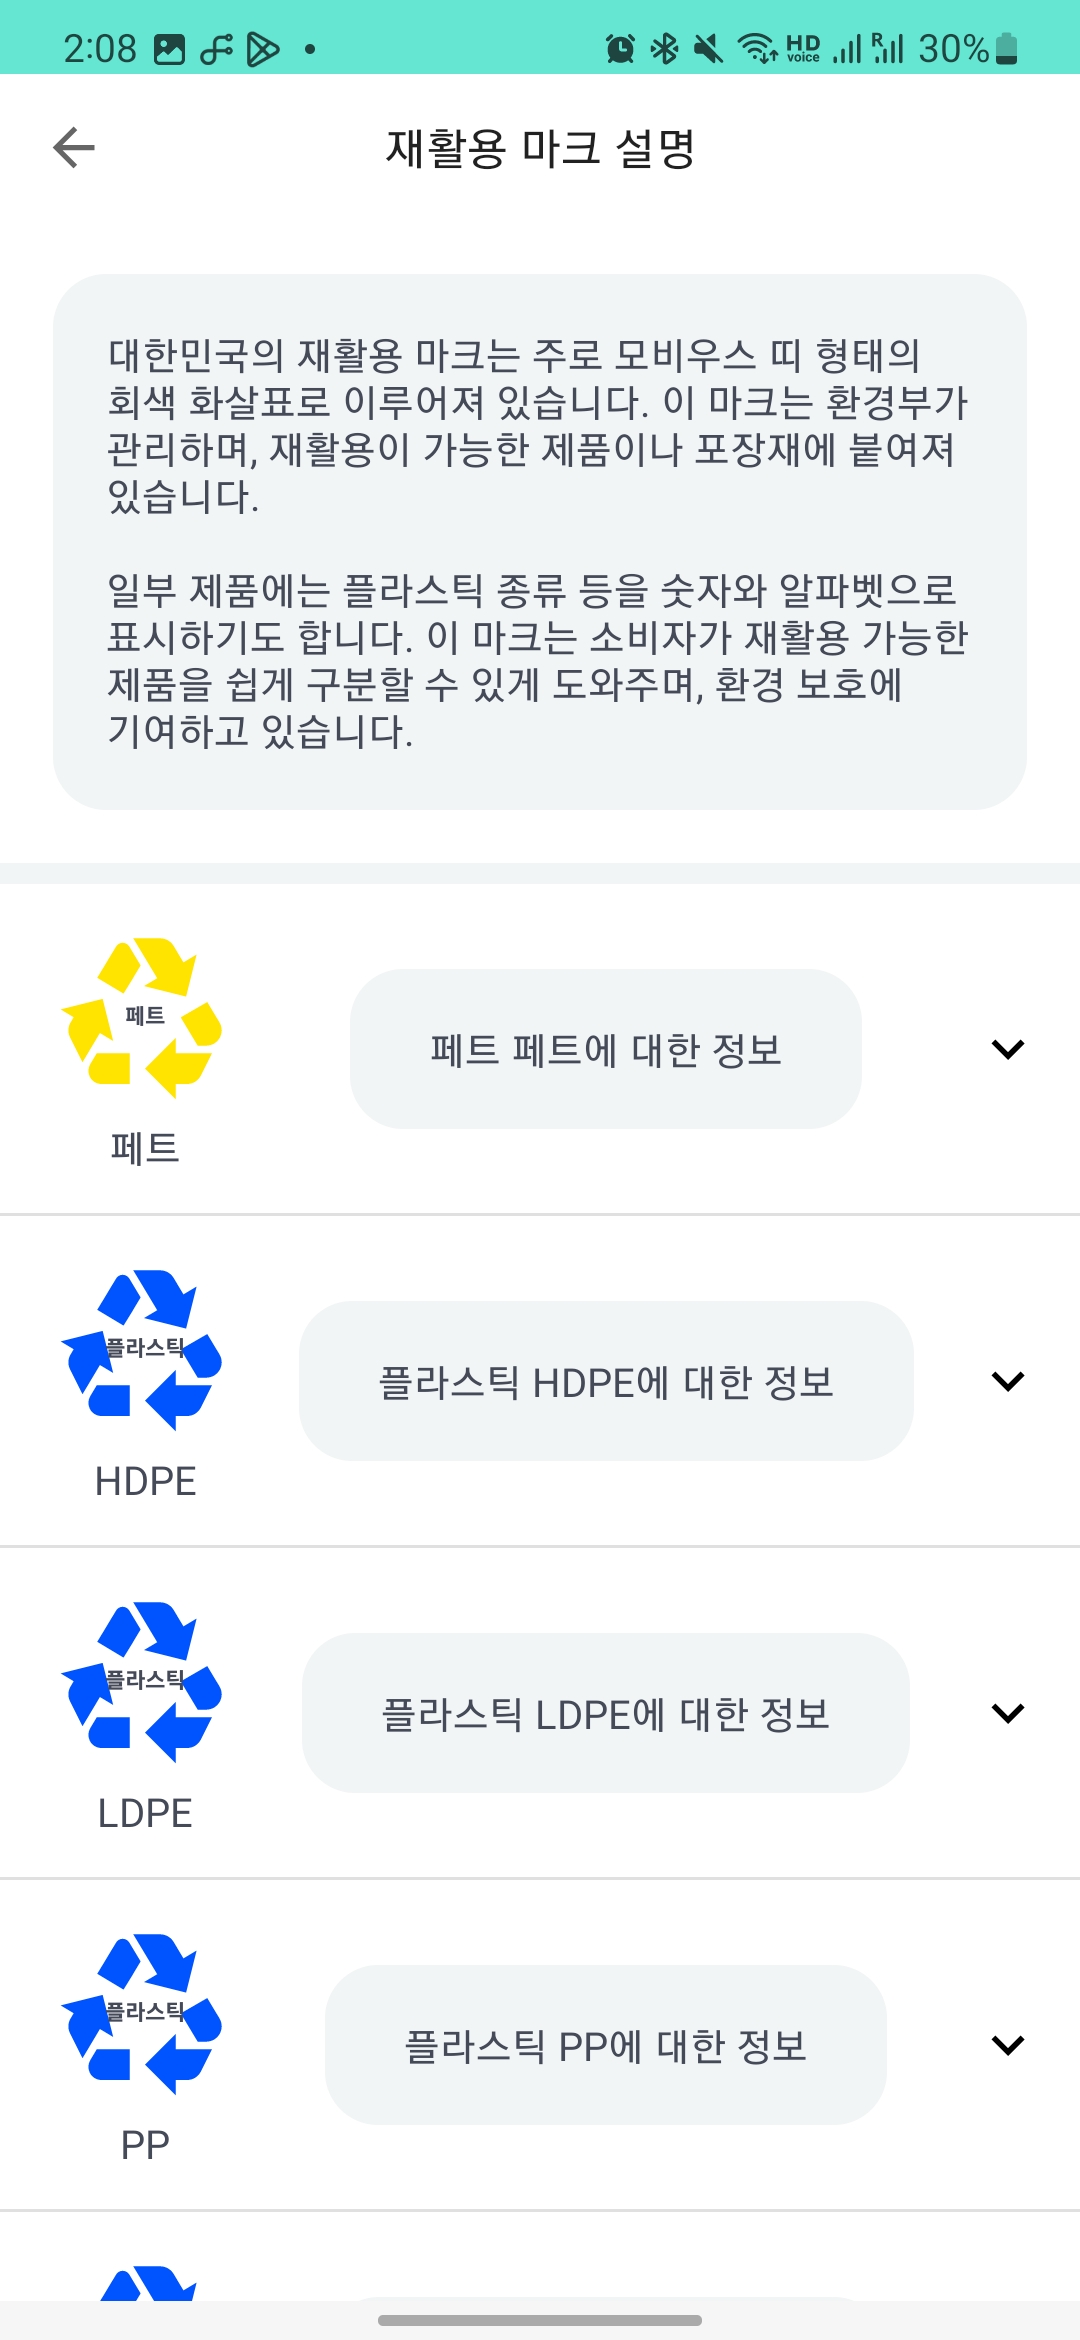 2:08
HD voice
R
30%
재활용 마크 설명
대한민국의 재활용 마크는 주로 모비우스 띠 형태의
회색 화살표로 이루어져 있습니다. 이 마크는 환경부가
관리하며, 재활용이 가능한 제품이나 포장재에 붙여져
있습니다.
일부 제품에는 플라스틱 종류 등을 숫자와 알파벳으로
표시하기도 합니다. 이 마크는 소비자가 재활용 가능한
제품을 쉽게 구분할 수 있게 도와주며, 환경 보호에
기여하고 있습니다.
페트
페트
페트 페트에 대한 정보
플라스틱
HDPE
플라스틱 HDPE에 대한 정보
플라스틱
LDPE
플라스틱 LDPE에 대한 정보
플라스틱
PP
플라스틱 PP에 대한 정보